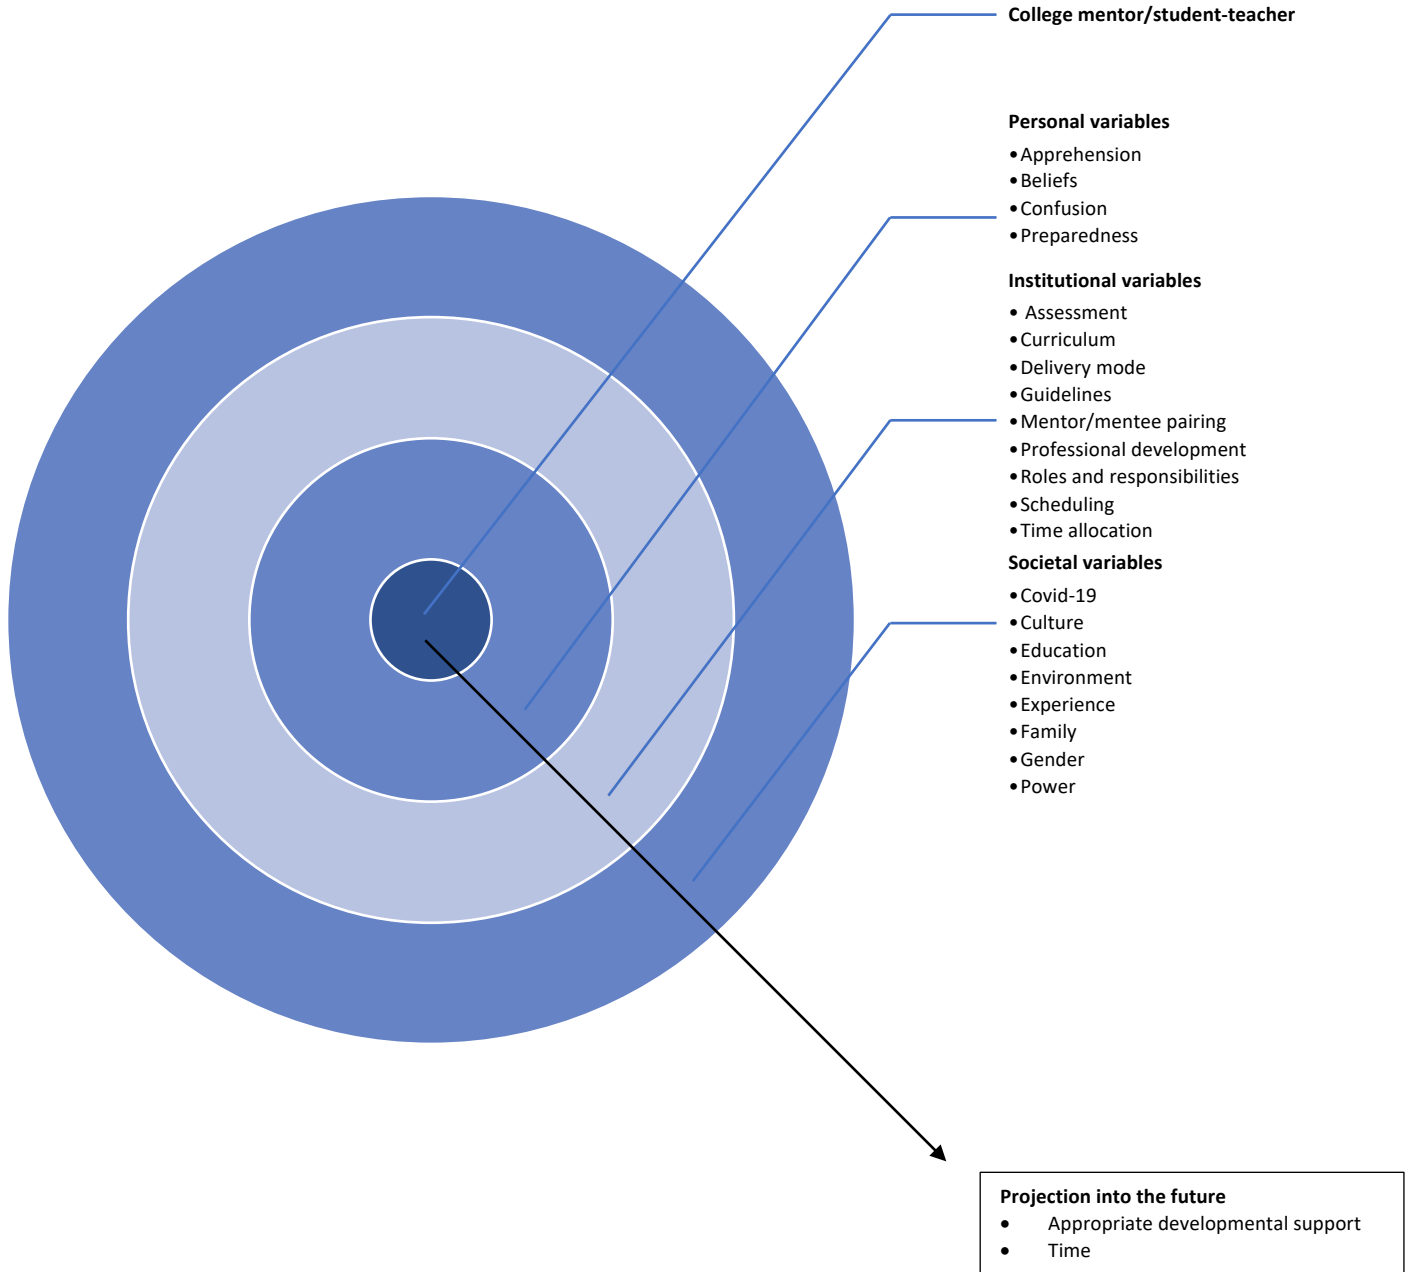 College mentor/student-teacher
Personal variables
•Apprehension
•Beliefs
•Confusion
•Preparedness
Institutional variables
• Assessment
•Curriculum
•Delivery mode
•Guidelines
•Mentor/mentee pairing
•Professional development
•Roles and responsibilities
•Scheduling
•Time allocation
Societal variables
•Covid-19
•Culture
•Education
•Environment
•Experience
•Family
•Gender
•Power
Projection into the future
• Appropriate developmental support
• Time